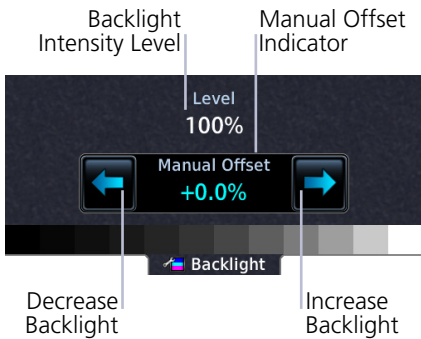 Backlight
Intensity Level
Manual Offset
Indicator
Level
100%
Manual Offset
+0.0%
Backlight
Decrease
Backlight
Increase
Backlight